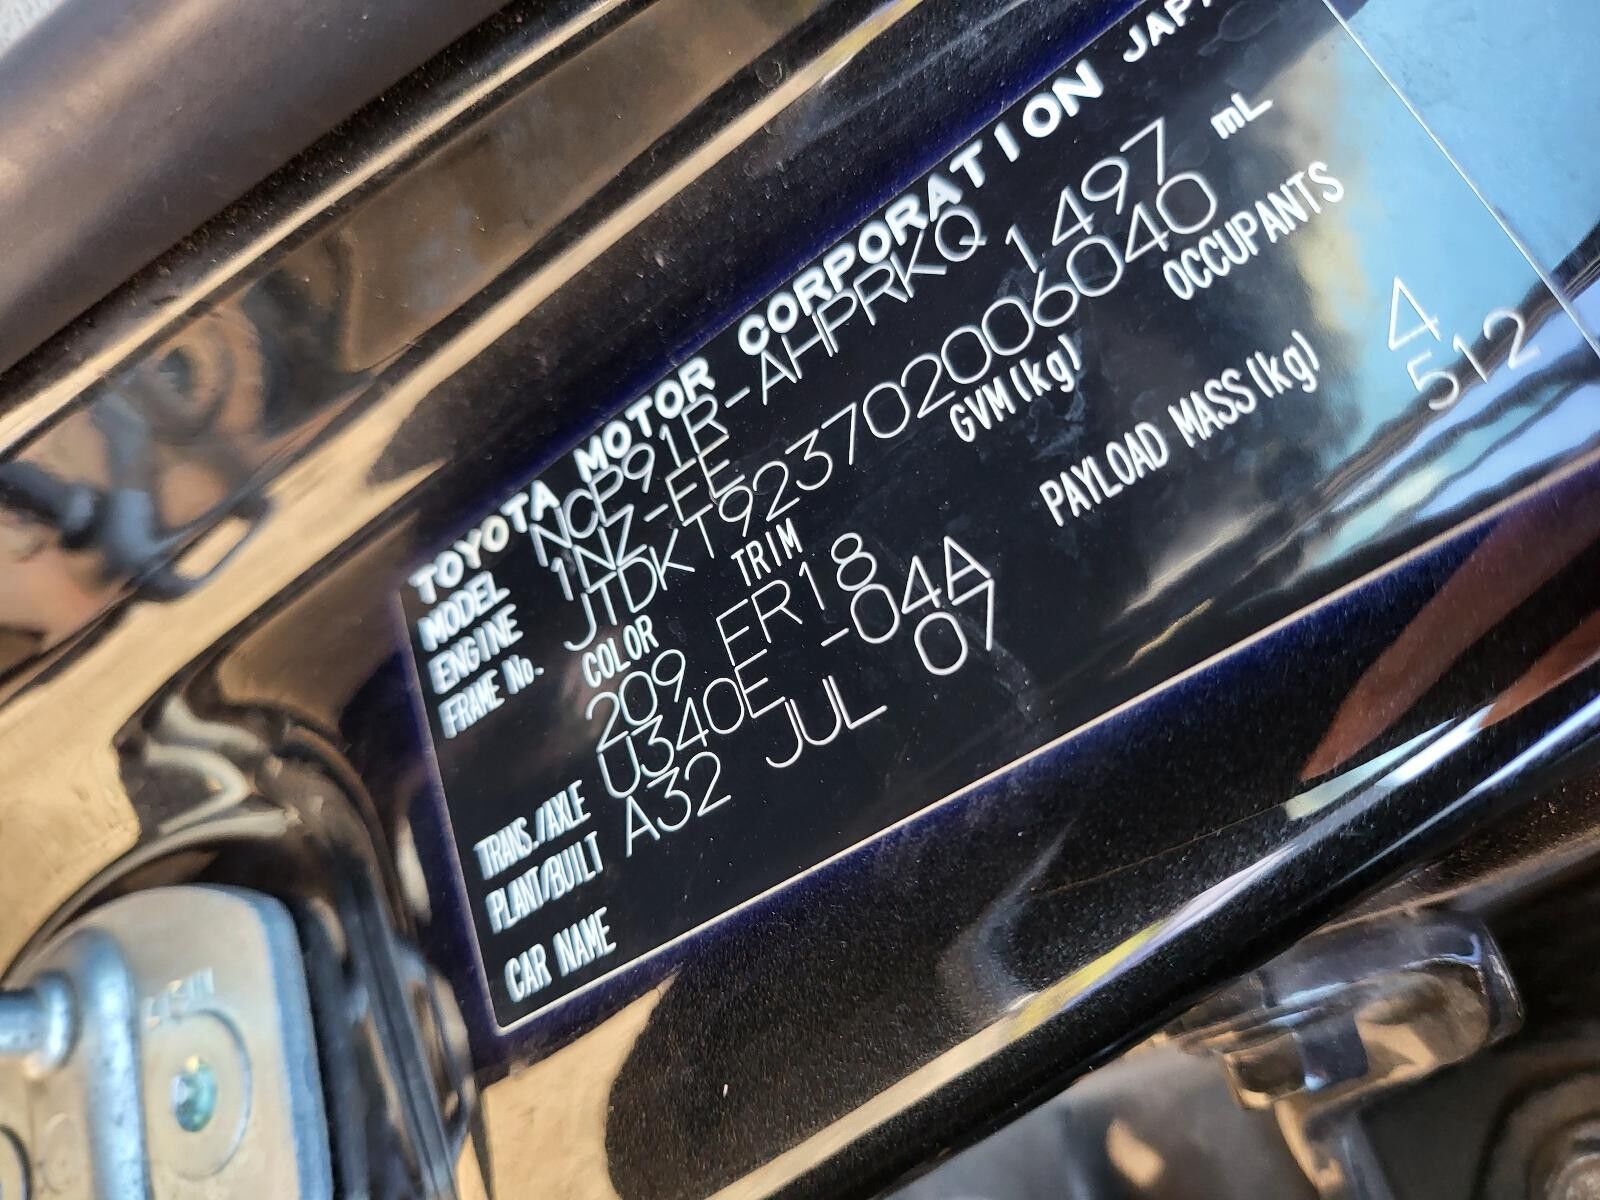 TOYOTA MOTOR CORPORATION JAPAN
MODEL NCP91R-AHPRKQ
ENGINE 1NZ-FE 1497 mL
FRAME No. JTDKT923702006040
COLOR TRIM GVM(kg) OCCUPANTS
209 ER18 4
TRANS./AXLE U340E -04A PAYLOAD MASS(kg) 512
PLANT/BUILT A32 JUL 07
CAR NAME